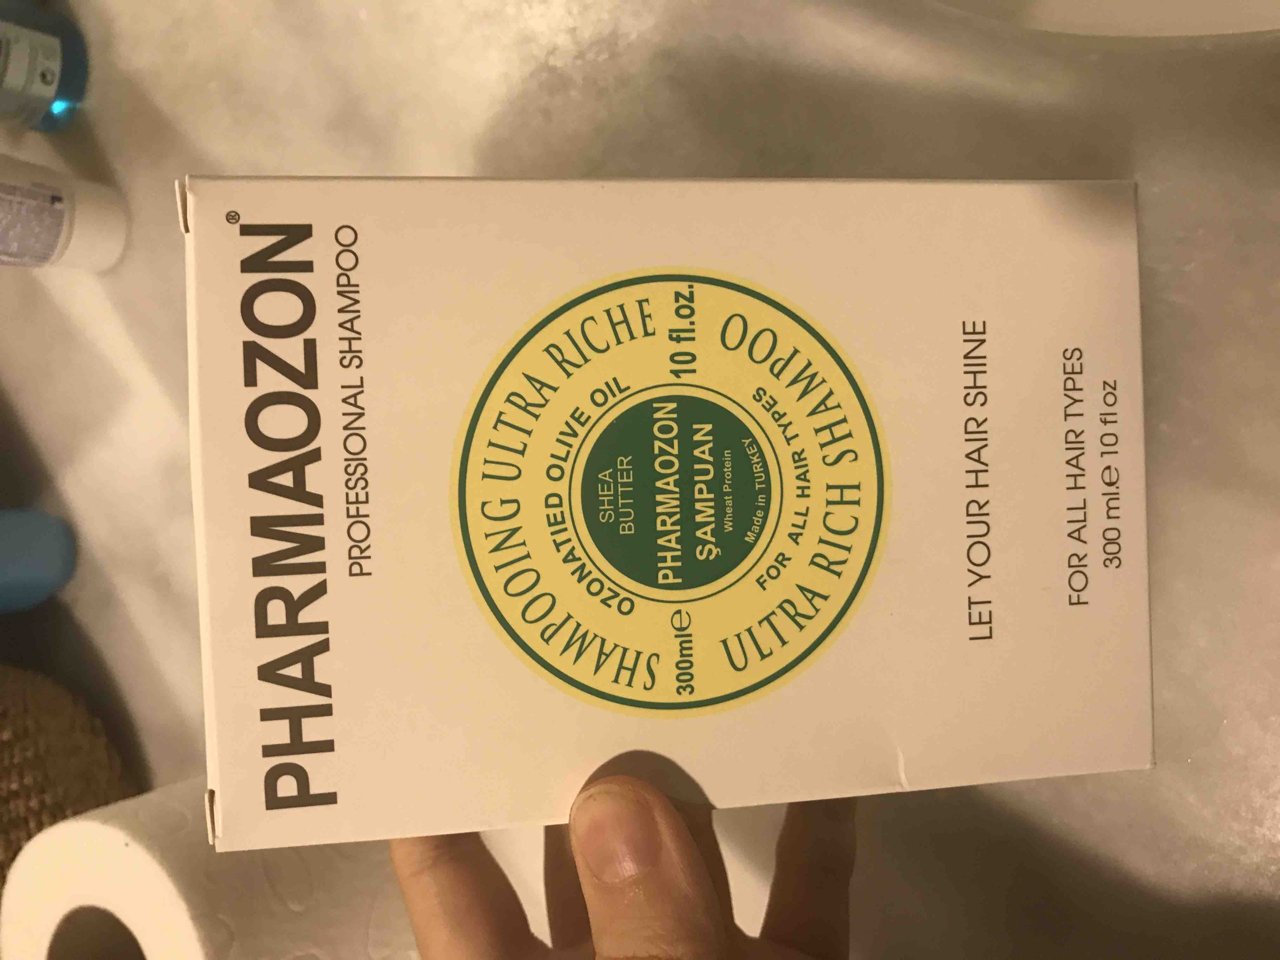 PHARMAOZON®
PROFESSIONAL SHAMPOO
SHAMPOOING ULTRA RICHE
OZONATIED OLIVE OIL
SHEA
BUTTER
300ml℮
PHARMAOZON
10 fl.oz.
ŞAMPUAN
Wheat Protein
Made in TURKEY
FOR ALL HAIR TYPES
ULTRA RICH SHAMPOO
LET YOUR HAIR SHINE
FOR ALL HAIR TYPES
300 ml.℮ 10 fl oz